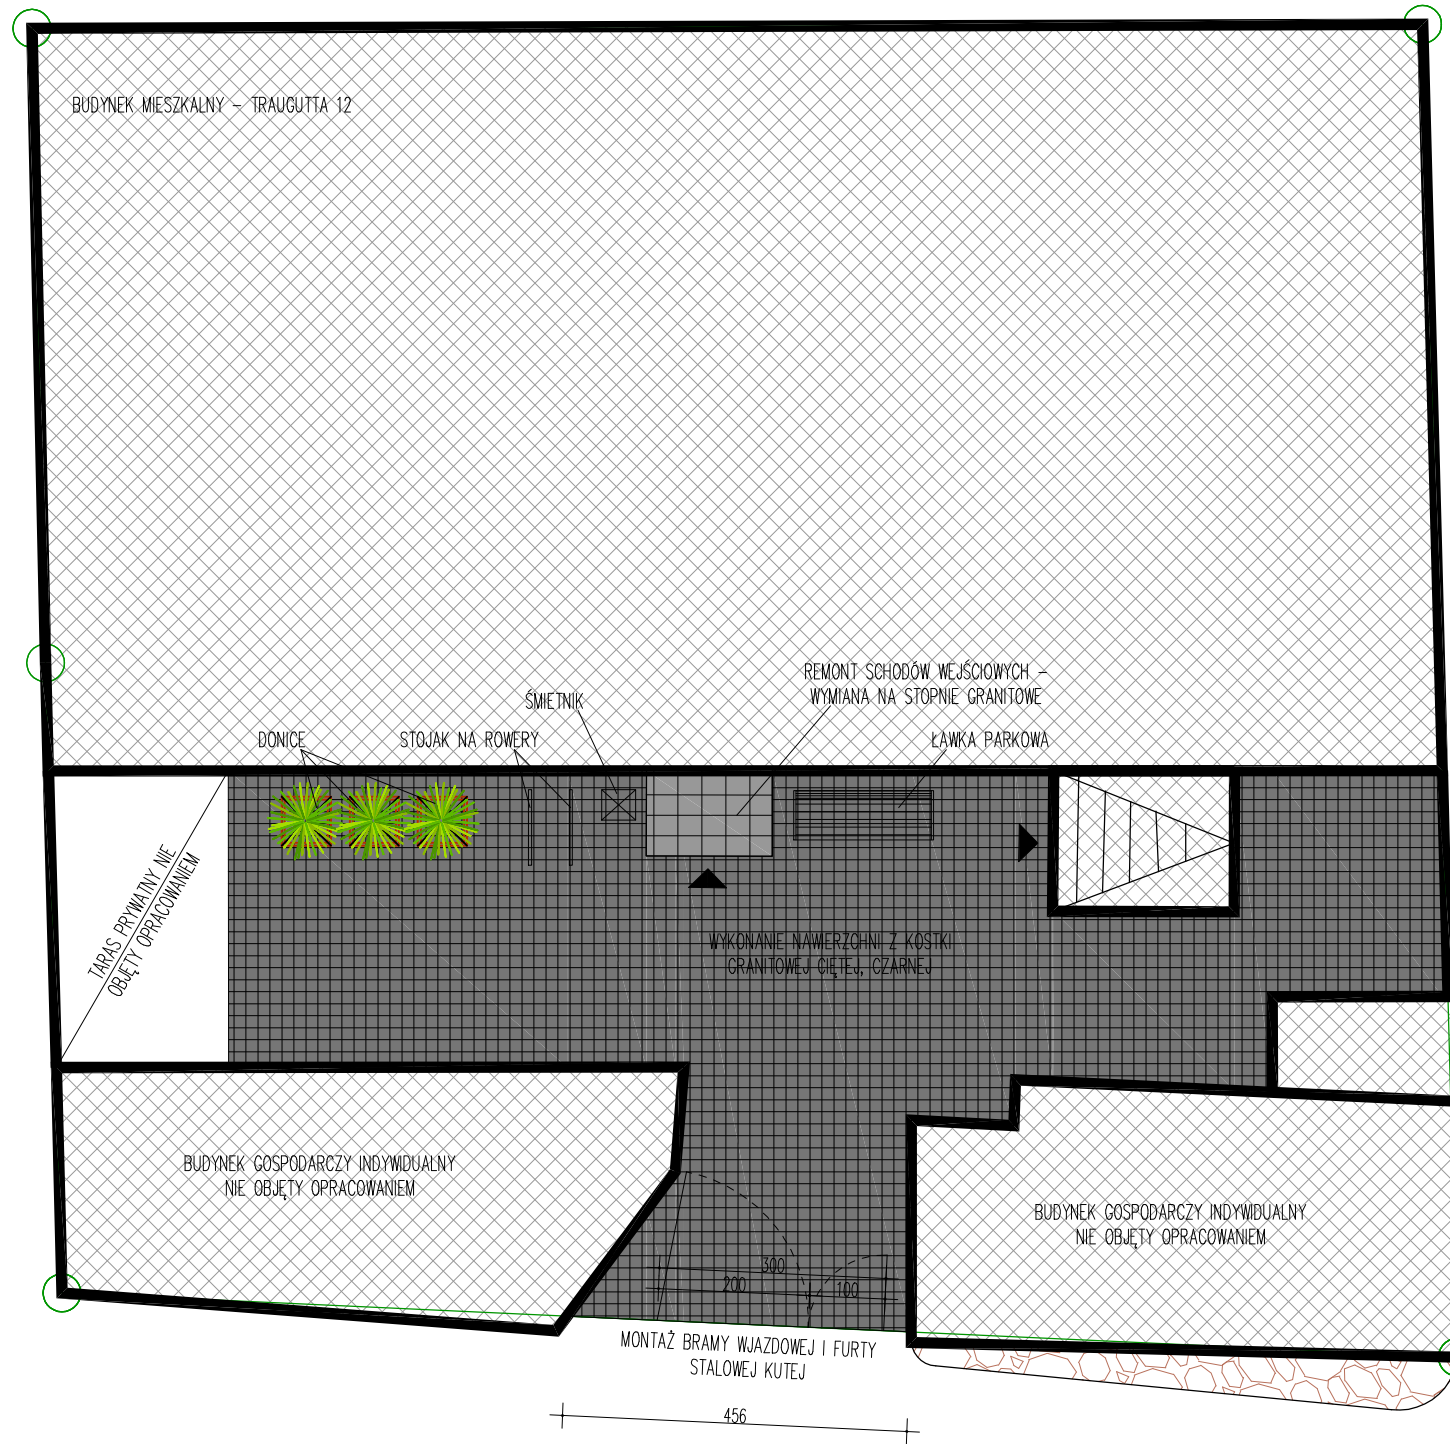 BUDYNEK MIESZKALNY - TRAUGUTTA 12
REMONT SCHODÓW WEJŚCIOWYCH -
WYMIANA NA STOPNIE GRANITOWE
ŚMIETNIK
DONICE
STOJAK NA ROWERY
ŁAWKA PARKOWA
TARAS PRYWATNY NIE
OBJĘTY OPRACOWANIEM
WYKONANIE NAWIERZCHNI Z KOSTKI
GRANITOWEJ CIĘTEJ, CZARNEJ
BUDYNEK GOSPODARCZY INDYWIDUALNY
NIE OBJĘTY OPRACOWANIEM
BUDYNEK GOSPODARCZY INDYWIDUALNY
NIE OBJĘTY OPRACOWANIEM
300
200
100
MONTAŻ BRAMY WJAZDOWEJ I FURTY
STALOWEJ KUTEJ
456